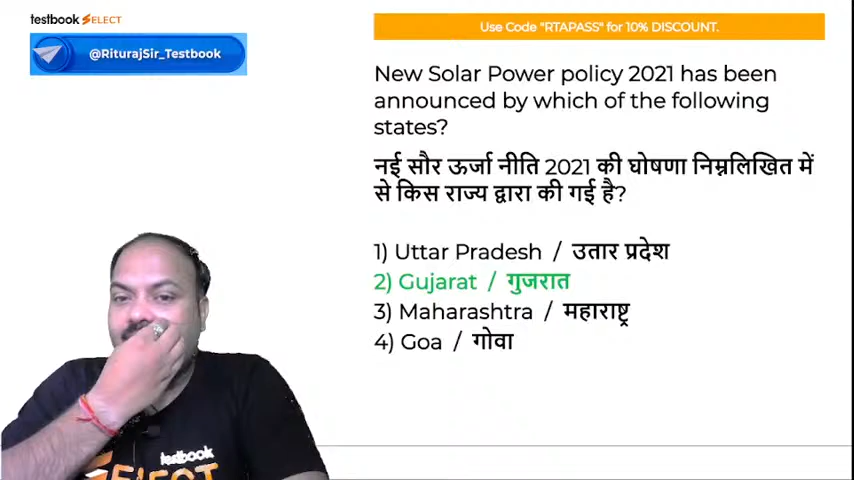 testbook SELECT
Use Code "RTAPASS" for 10% DISCOUNT.
@RiturajSir_Testbook
New Solar Power policy 2021 has been
announced by which of the following
states?
नई सौर ऊर्जा नीति 2021 की घोषणा निम्नलिखित में
से किस राज्य द्वारा की गई है?
1) Uttar Pradesh / उतार प्रदेश
2) Gujarat / गुजरात
3) Maharashtra / महाराष्ट्र
4) Goa / गोवा
testbook
SELECT